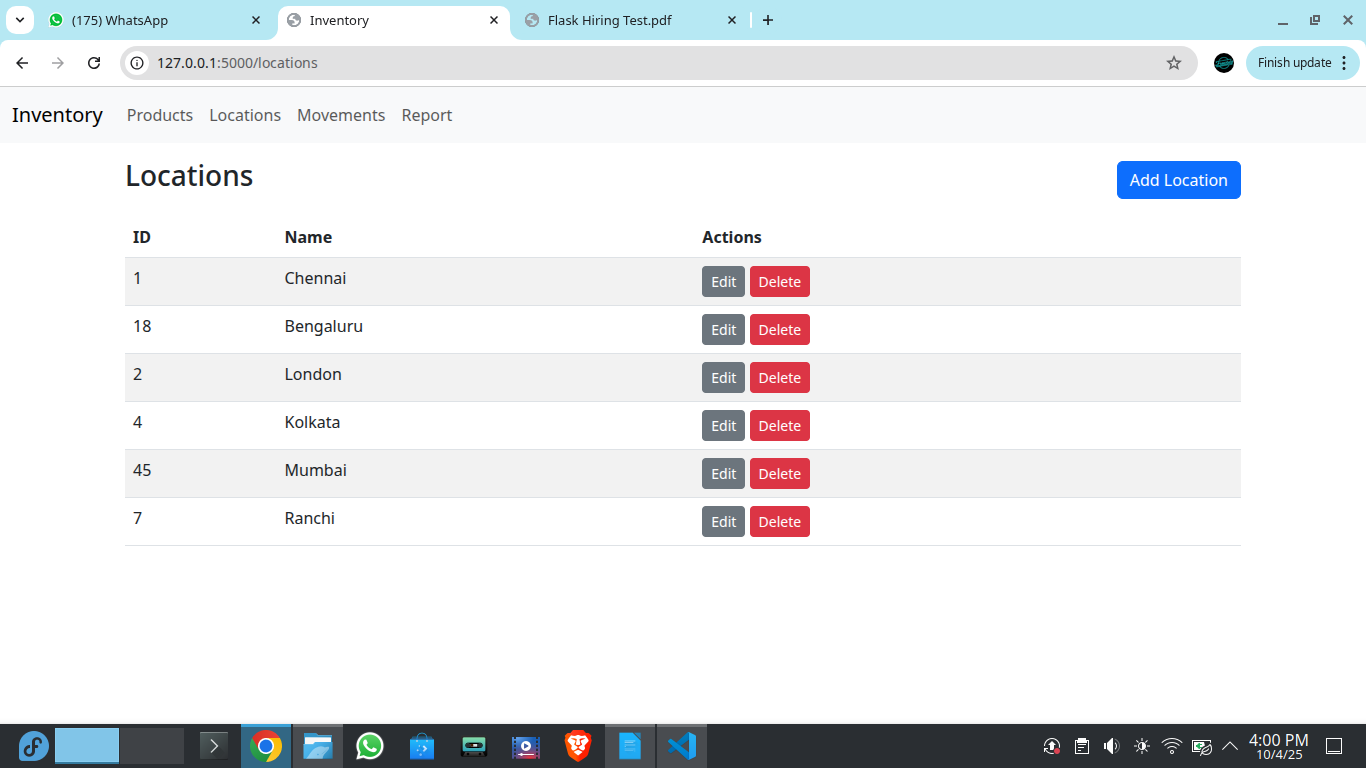 (175) WhatsApp
Inventory
Flask Hiring Test.pdf
127.0.0.1:5000/locations
Finish update
Inventory Products Locations Movements Report
Locations
Add Location
ID Name Actions
1 Chennai Edit Delete
18 Bengaluru Edit Delete
2 London Edit Delete
4 Kolkata Edit Delete
45 Mumbai Edit Delete
7 Ranchi Edit Delete
4:00 PM
10/4/25